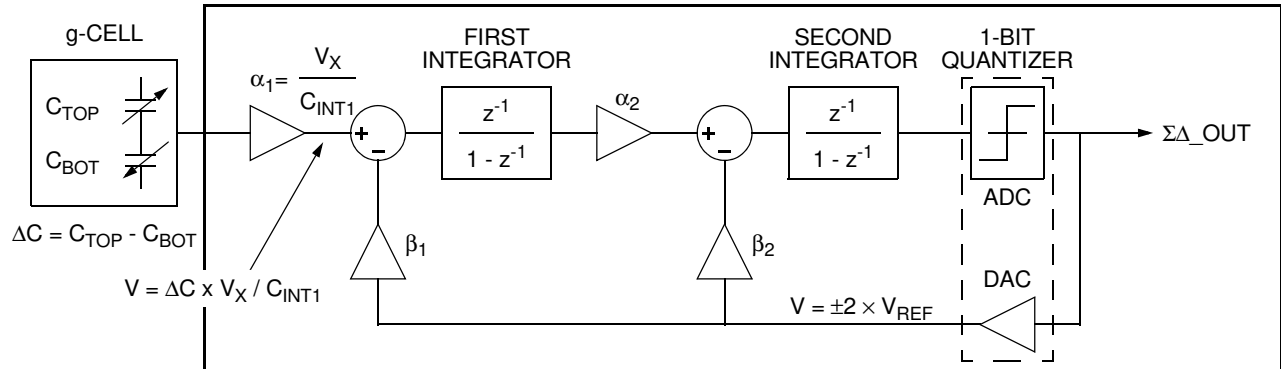 g-CELL
C_TOP
C_BOT
ΔC = C_TOP - C_BOT
α₁= V_X / C_INT1
V = ΔC x V_X / C_INT1
FIRST
INTEGRATOR
z⁻¹
1 - z⁻¹
α₂
β₁
SECOND
INTEGRATOR
z⁻¹
1 - z⁻¹
β₂
1-BIT
QUANTIZER
ADC
DAC
V = ±2 × V_REF
ΣΔ_OUT